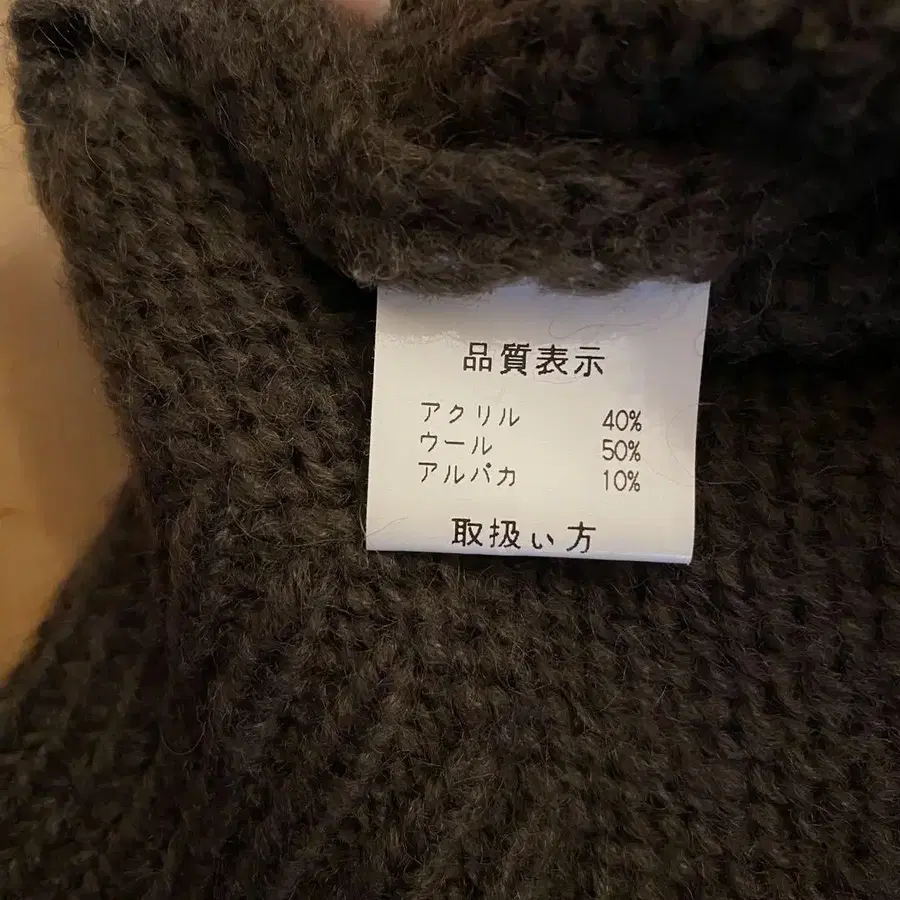 品質表示
アクリル 40%
ウール 50%
アルパカ 10%
取扱い方